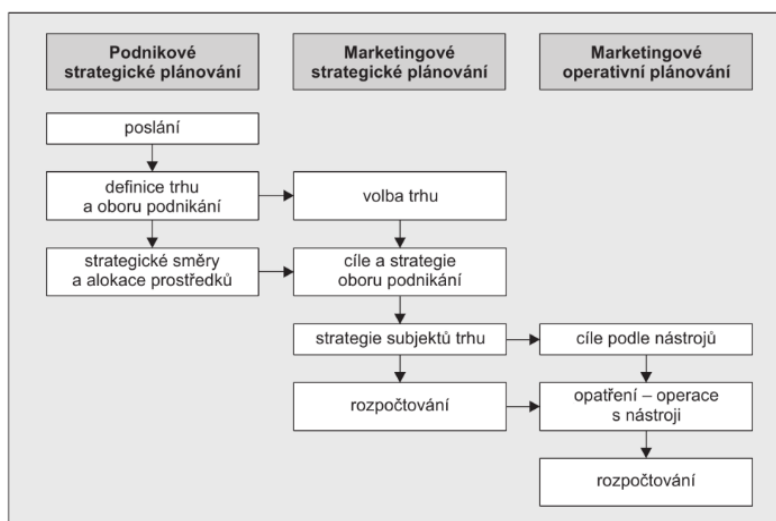 Podnikové
strategické plánování
Marketingové
strategické plánování
Marketingové
operativní plánování
poslání
definice trhu
a oboru podnikání
volba trhu
strategické směry
a alokace prostředků
cíle a strategie
oboru podnikání
strategie subjektů trhu
cíle podle nástrojů
rozpočtování
opatření – operace
s nástroji
rozpočtování